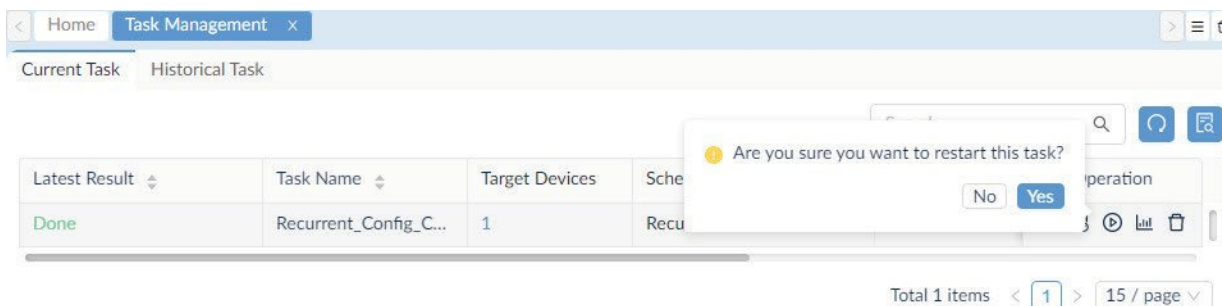 Home Task Management X
Current Task Historical Task
Are you sure you want to restart this task?
No Yes
Latest Result Task Name Target Devices Sche peration
Done Recurrent_Config_C... 1 Recu
Total 1 items < 1 > 15 / page